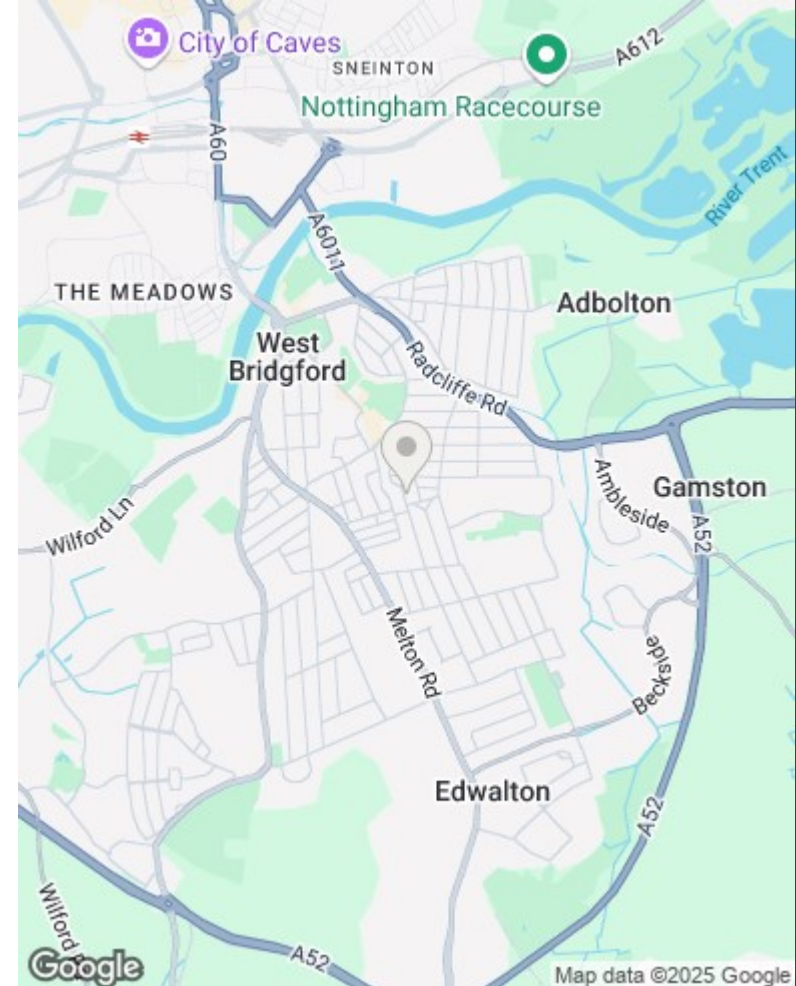 City of Caves
SNEINTON
A612
Nottingham Racecourse
A60
River Trent
A6011
THE MEADOWS
Adbolton
West
Bridgford
Radcliffe Rd
Ambleside
Gamston
A52
Wilford Ln
Melton Rd
Beckside
Edwalton
A52
Wilford
A52
Google
Map data ©2025 Google